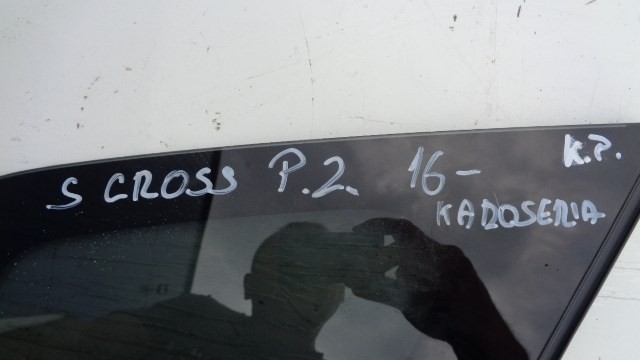 S CROSS P.2. 16- K.P.
KAROSERIA